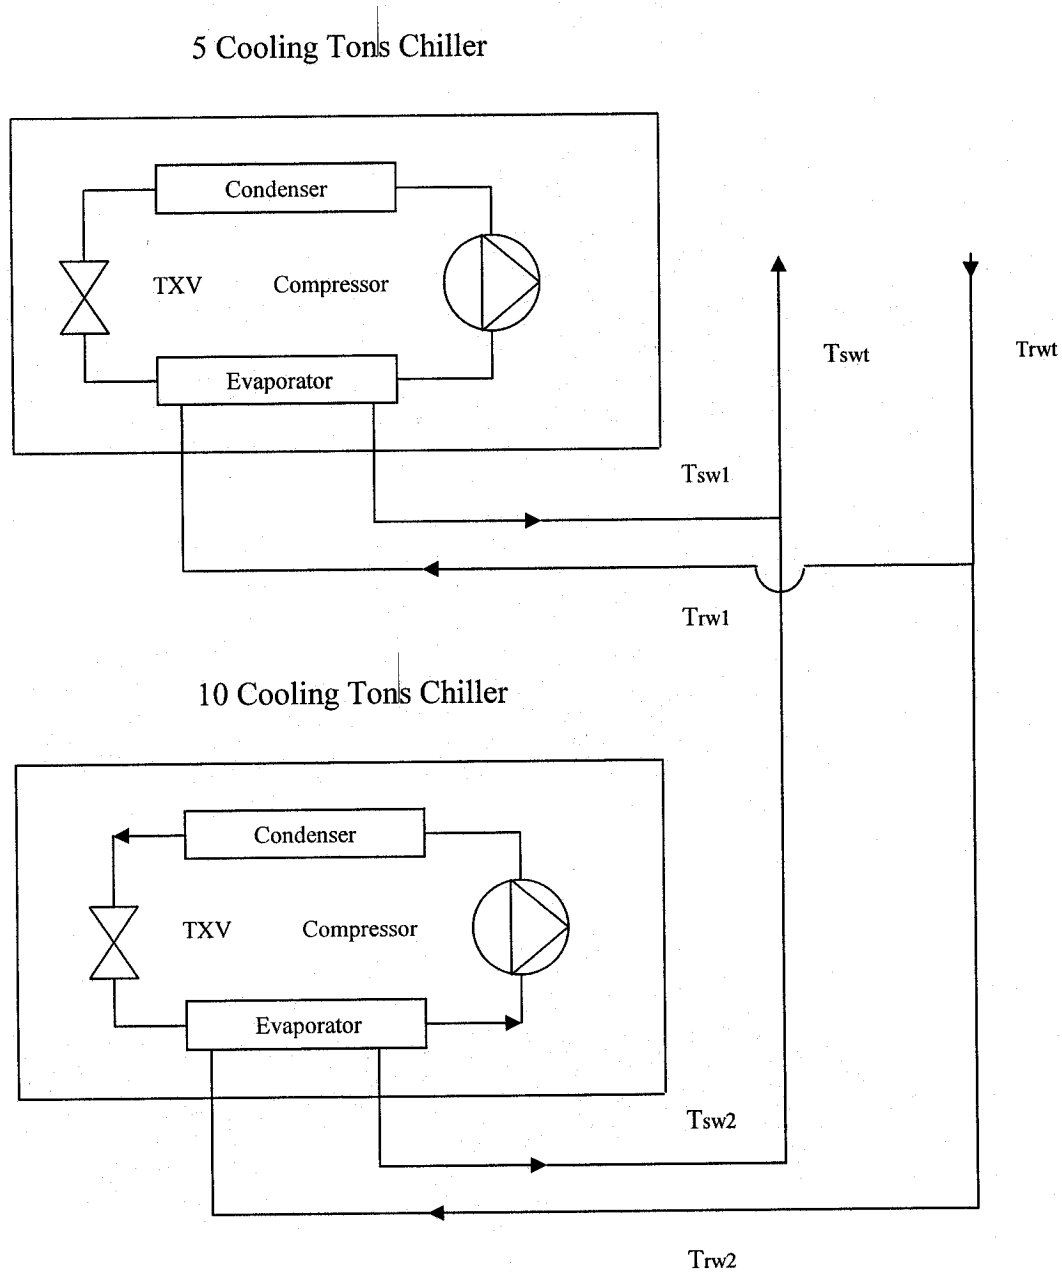 5 Cooling Tons Chiller
Condenser
TXV
Compressor
Evaporator
Tswt
Trwt
Tsw1
Trw1
10 Cooling Tons Chiller
Condenser
TXV
Compressor
Evaporator
Tsw2
Trw2